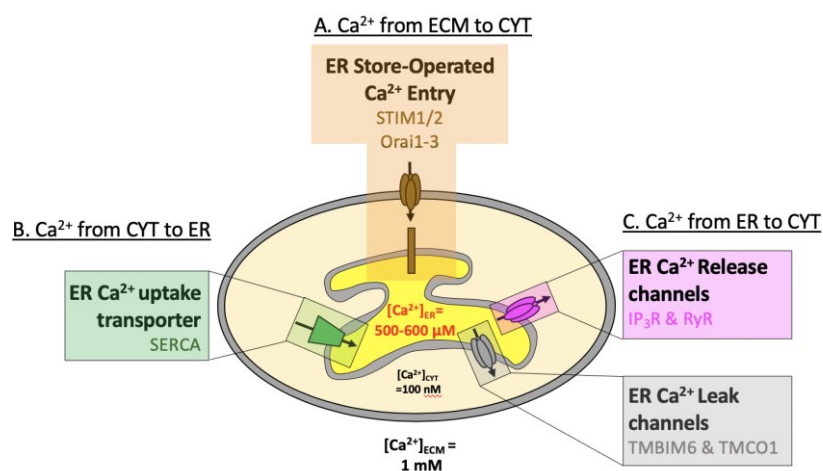 A. Ca²⁺ from ECM to CYT
ER Store-Operated
Ca²⁺ Entry
STIM1/2
Orai1-3
B. Ca²⁺ from CYT to ER
ER Ca²⁺ uptake
transporter
SERCA
C. Ca²⁺ from ER to CYT
ER Ca²⁺ Release
channels
IP₃R & RyR
[Ca²⁺]ER=
500-600 µM
[Ca²⁺]CYT
=100 nM
ER Ca²⁺ Leak
channels
TMBIM6 & TMCO1
[Ca²⁺]ECM =
1 mM